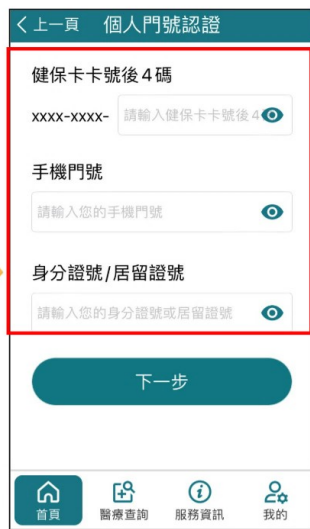 上一頁 個人門號認證
健保卡卡號後4碼
xxxx-xxxx- 請輸入健保卡卡號後4
手機門號
請輸入您的手機門號
身分證號/居留證號
請輸入您的身分證號或居留證號
下一步
首頁 醫療查詢 服務資訊 我的